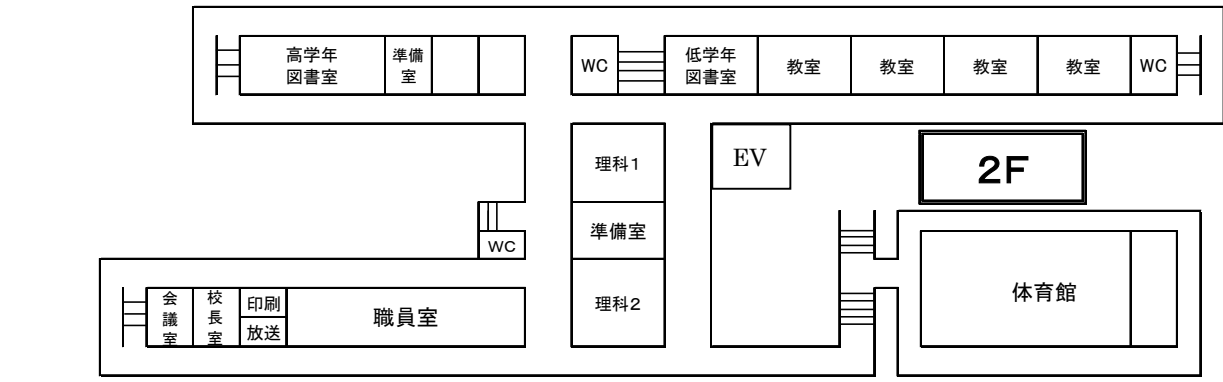 高学年
図書室
準備
室
WC
低学年
図書室
教室
教室
教室
教室
WC
理科1
EV
2F
準備室
WC
理科2
体育館
会
議
室
校
長
室
印刷
放送
職員室